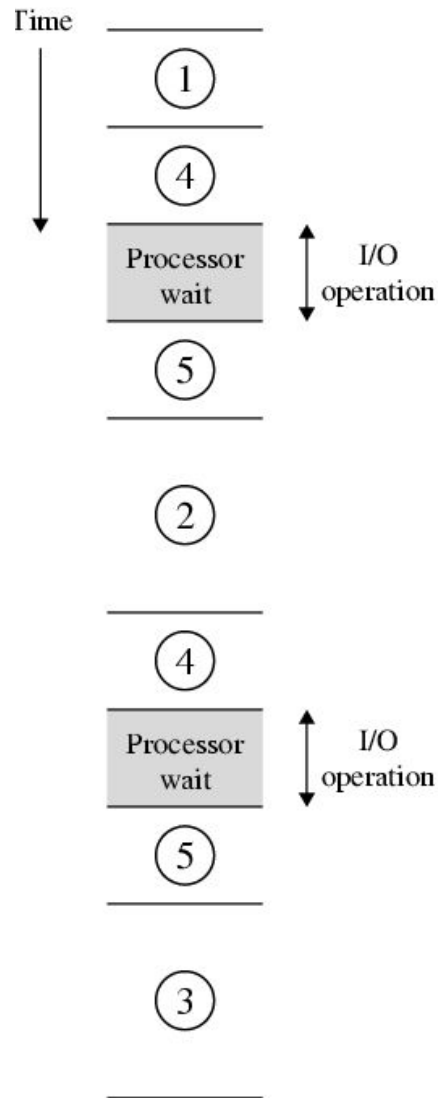 Time
1
4
Processor
wait
I/O
operation
5
2
4
Processor
wait
I/O
operation
5
3